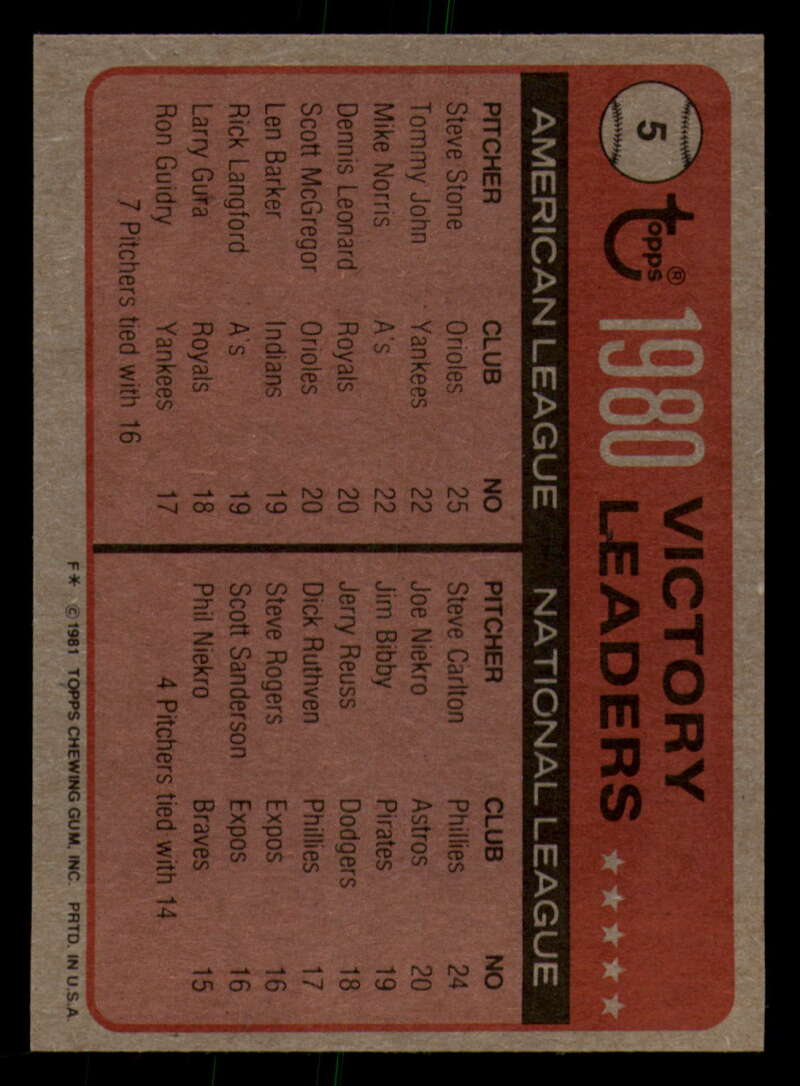 5
topps®
1980 VICTORY
LEADERS
AMERICAN LEAGUE
PITCHER CLUB NO
Steve Stone Orioles 25
Tommy John Yankees 22
Mike Norris A's 22
Dennis Leonard Royals 20
Scott McGregor Orioles 20
Len Barker Indians 19
Rick Langford A's 19
Larry Gura Royals 18
Ron Guidry Yankees 17
7 Pitchers tied with 16
NATIONAL LEAGUE
PITCHER CLUB NO
Steve Carlton Phillies 24
Joe Niekro Astros 20
Jim Bibby Pirates 19
Jerry Reuss Dodgers 18
Dick Ruthven Phillies 17
Steve Rogers Expos 16
Scott Sanderson Expos 16
Phil Niekro Braves 15
4 Pitchers tied with 14
F* © 1981 TOPPS CHEWING GUM, INC. PRTD. IN U.S.A.